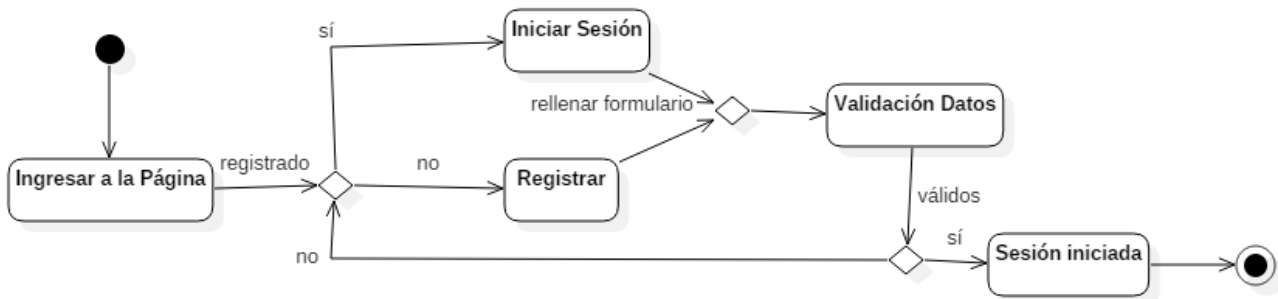 sí
Iniciar Sesión
rellenar formulario
Validación Datos
registrado
no
Ingresar a la Página
Registrar
válidos
sí
no
Sesión iniciada